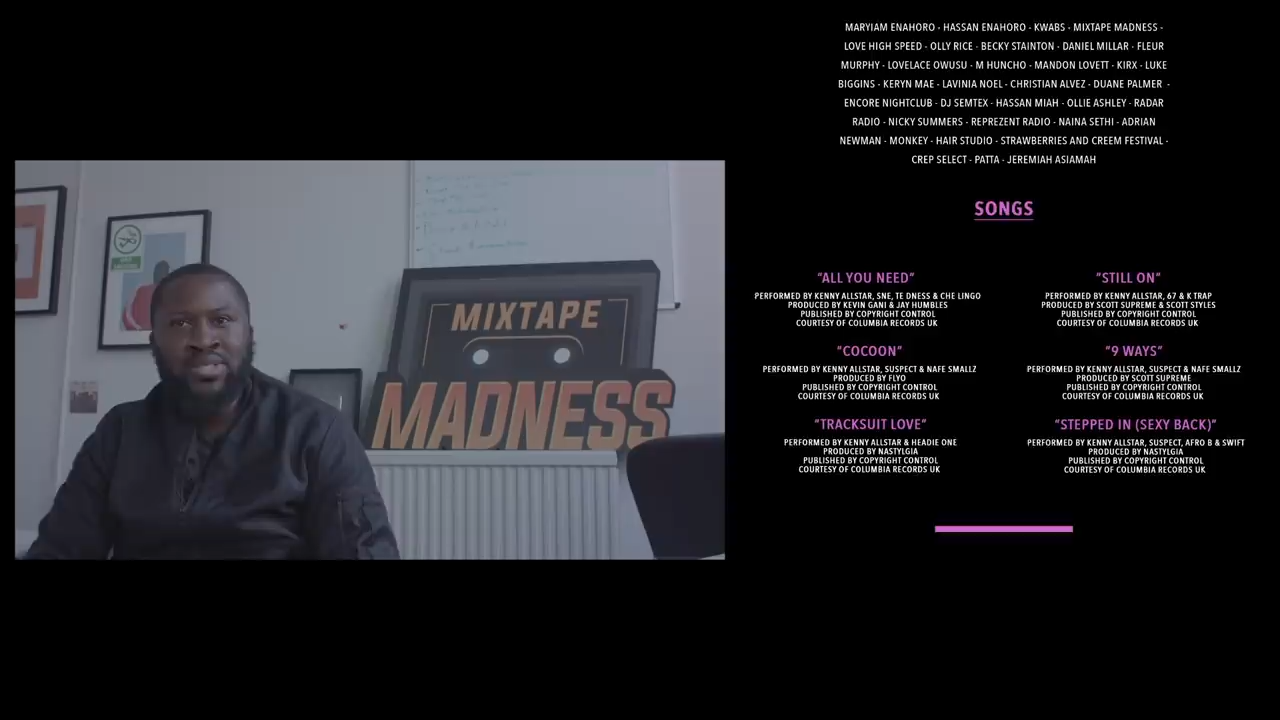 MARYIAM ENAHORO - HASSAN ENAHORO - KWABS - MIXTAPE MADNESS -
LOVE HIGH SPEED - OLLY RICE - BECKY STAINTON - DANIEL MILLAR - FLEUR
MURPHY - LOVELACE OWUSU - M HUNCHO - MANDON LOVETT - KIRX - LUKE
BIGGINS - KERYN MAE - LAVINIA NOEL - CHRISTIAN ALVEZ - DUANE PALMER -
ENCORE NIGHTCLUB - DJ SEMTEX - HASSAN MIAH - OLLIE ASHLEY - RADAR
RADIO - NICKY SUMMERS - REPREZENT RADIO - NAINA SETHI - ADRIAN
NEWMAN - MONKEY - HAIR STUDIO - STRAWBERRIES AND CREEM FESTIVAL -
CREP SELECT - PATTA - JEREMIAH ASIAMAH
SONGS
"ALL YOU NEED"
PERFORMED BY KENNY ALLSTAR, SNE, TE DNESS & CHE LINGO
PRODUCED BY KEVIN GANI & JAY HUMBLES
PUBLISHED BY COPYRIGHT CONTROL
COURTESY OF COLUMBIA RECORDS UK
"STILL ON"
PERFORMED BY KENNY ALLSTAR, 67 & K TRAP
PRODUCED BY SCOTT SUPREME & SCOTT STYLES
PUBLISHED BY COPYRIGHT CONTROL
COURTESY OF COLUMBIA RECORDS UK
"COCOON"
PERFORMED BY KENNY ALLSTAR, SUSPECT & NAFE SMALLZ
PRODUCED BY FLYO
PUBLISHED BY COPYRIGHT CONTROL
COURTESY OF COLUMBIA RECORDS UK
"9 WAYS"
PERFORMED BY KENNY ALLSTAR, SUSPECT & NAFE SMALLZ
PRODUCED BY SCOTT SUPREME
PUBLISHED BY COPYRIGHT CONTROL
COURTESY OF COLUMBIA RECORDS UK
"TRACKSUIT LOVE"
PERFORMED BY KENNY ALLSTAR & HEADIE ONE
PRODUCED BY NASTYLGIA
PUBLISHED BY COPYRIGHT CONTROL
COURTESY OF COLUMBIA RECORDS UK
"STEPPED IN (SEXY BACK)"
PERFORMED BY KENNY ALLSTAR, SUSPECT, AFRO B & SWIFT
PRODUCED BY NASTYLGIA
PUBLISHED BY COPYRIGHT CONTROL
COURTESY OF COLUMBIA RECORDS UK
MIXTAPE
MADNESS